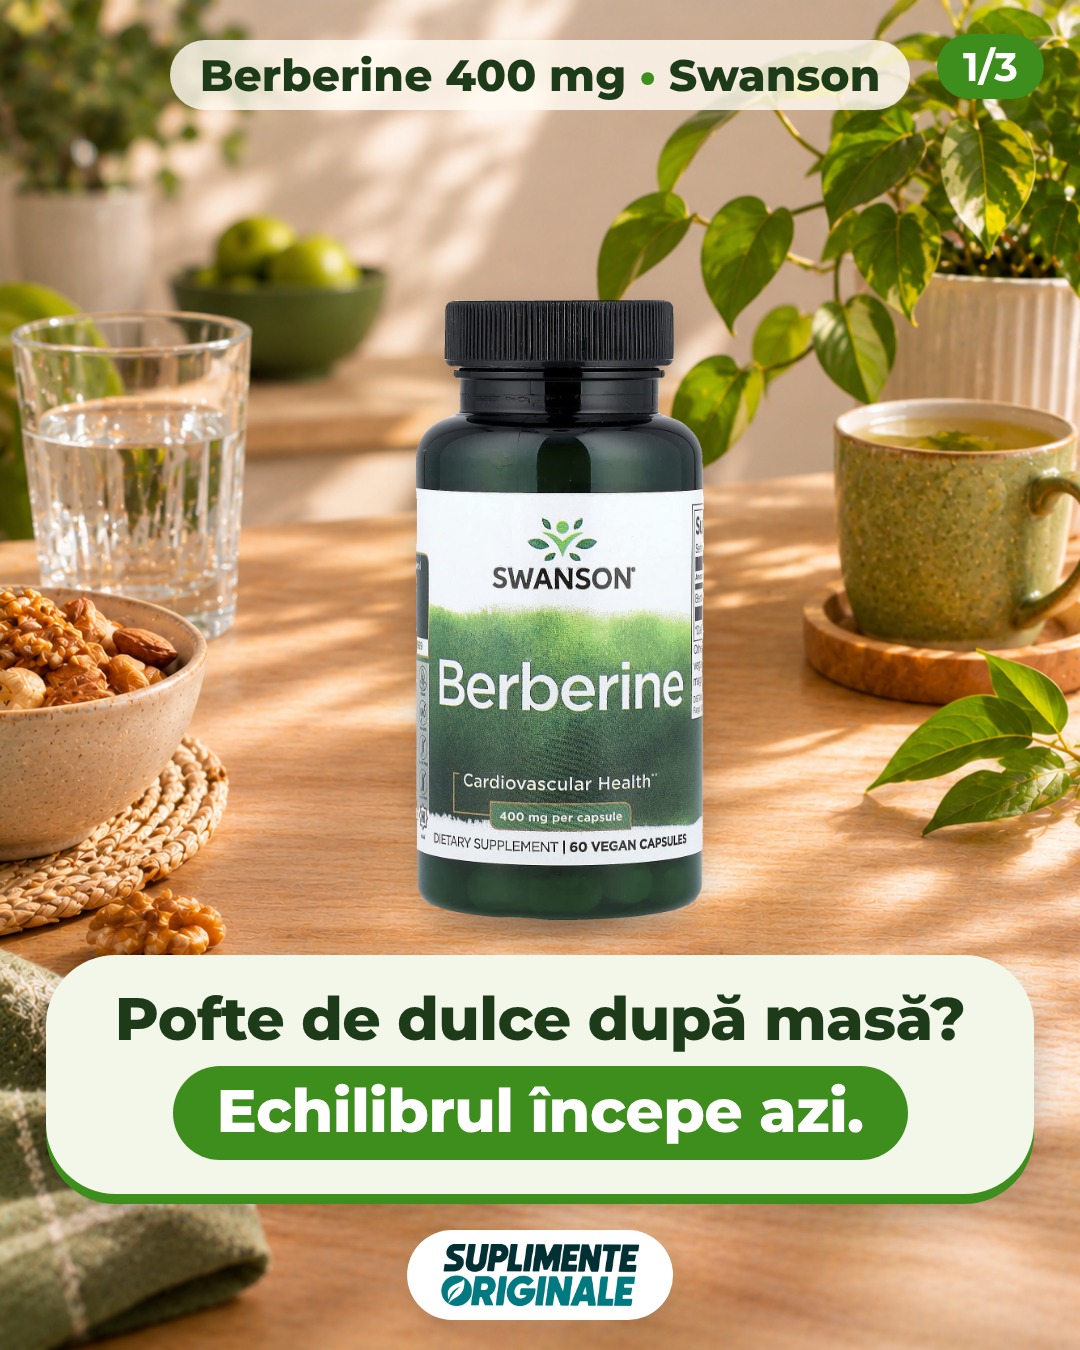 Berberine 400 mg • Swanson
1/3
SWANSON
Berberine
Cardiovascular Health
400 mg per capsule
DIETARY SUPPLEMENT | 60 VEGAN CAPSULES
Pofte de dulce după masă?
Echilibrul începe azi.
SUPLIMENTE
ORIGINALE